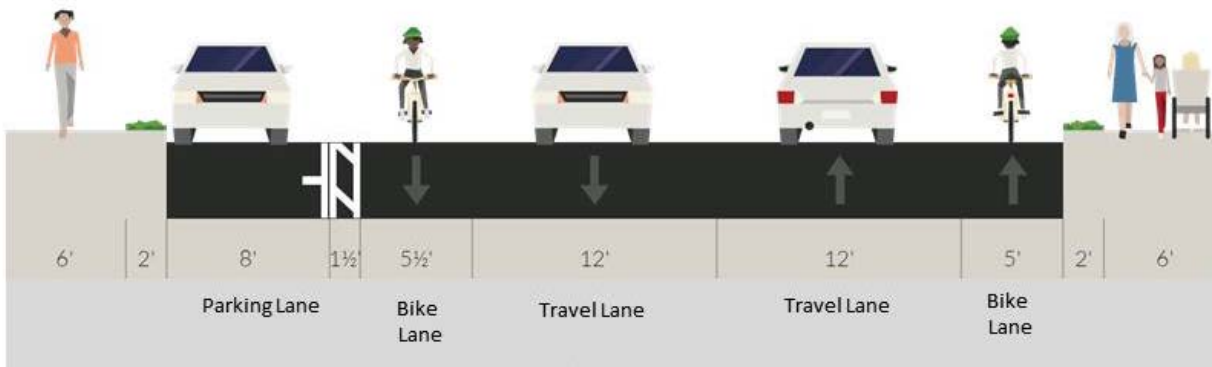 6' 2' 8' 1½' 5½' 12' 12' 5' 2' 6'
Parking Lane Bike Travel Lane Travel Lane Bike
Lane Lane